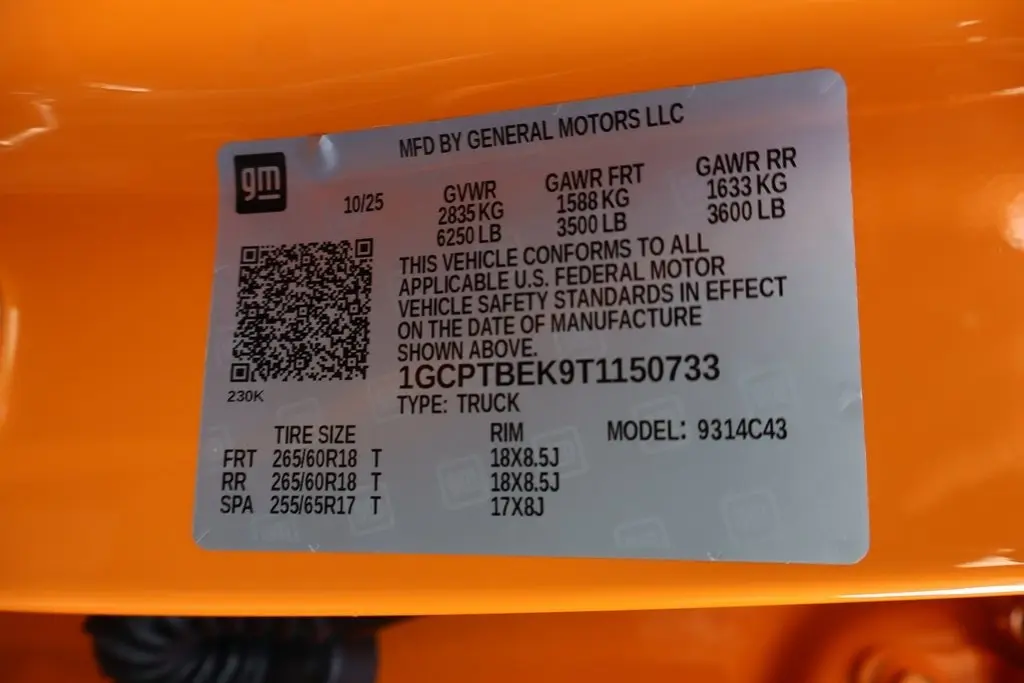 MFD BY GENERAL MOTORS LLC
gm
10/25
GVWR GAWR FRT GAWR RR
2835 KG 1588 KG 1633 KG
6250 LB 3500 LB 3600 LB
THIS VEHICLE CONFORMS TO ALL
APPLICABLE U.S. FEDERAL MOTOR
VEHICLE SAFETY STANDARDS IN EFFECT
ON THE DATE OF MANUFACTURE
SHOWN ABOVE.
230K
1GCPTBEK9T1150733
TYPE: TRUCK
TIRE SIZE RIM MODEL: 9314C43
FRT 265/60R18 T 18X8.5J
RR 265/60R18 T 18X8.5J
SPA 255/65R17 T 17X8J